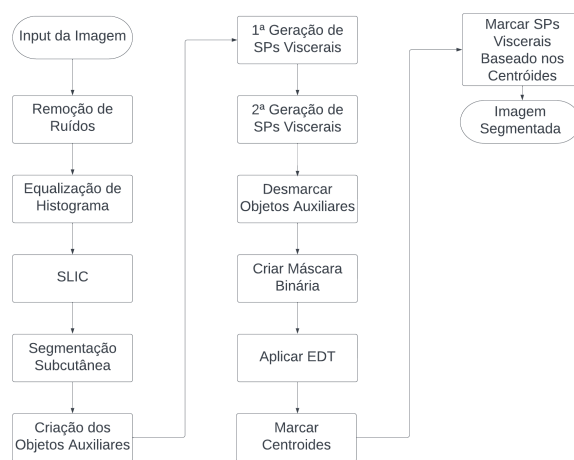 Input da Imagem
Remoção de
Ruídos
Equalização de
Histograma
SLIC
Segmentação
Subcutânea
Criação dos
Objetos Auxiliares
1ª Geração de
SPs Viscerais
2ª Geração de
SPs Viscerais
Desmarcar
Objetos Auxiliares
Criar Máscara
Binária
Aplicar EDT
Marcar
Centroides
Marcar SPs
Viscerais
Baseado nos
Centróides
Imagem
Segmentada